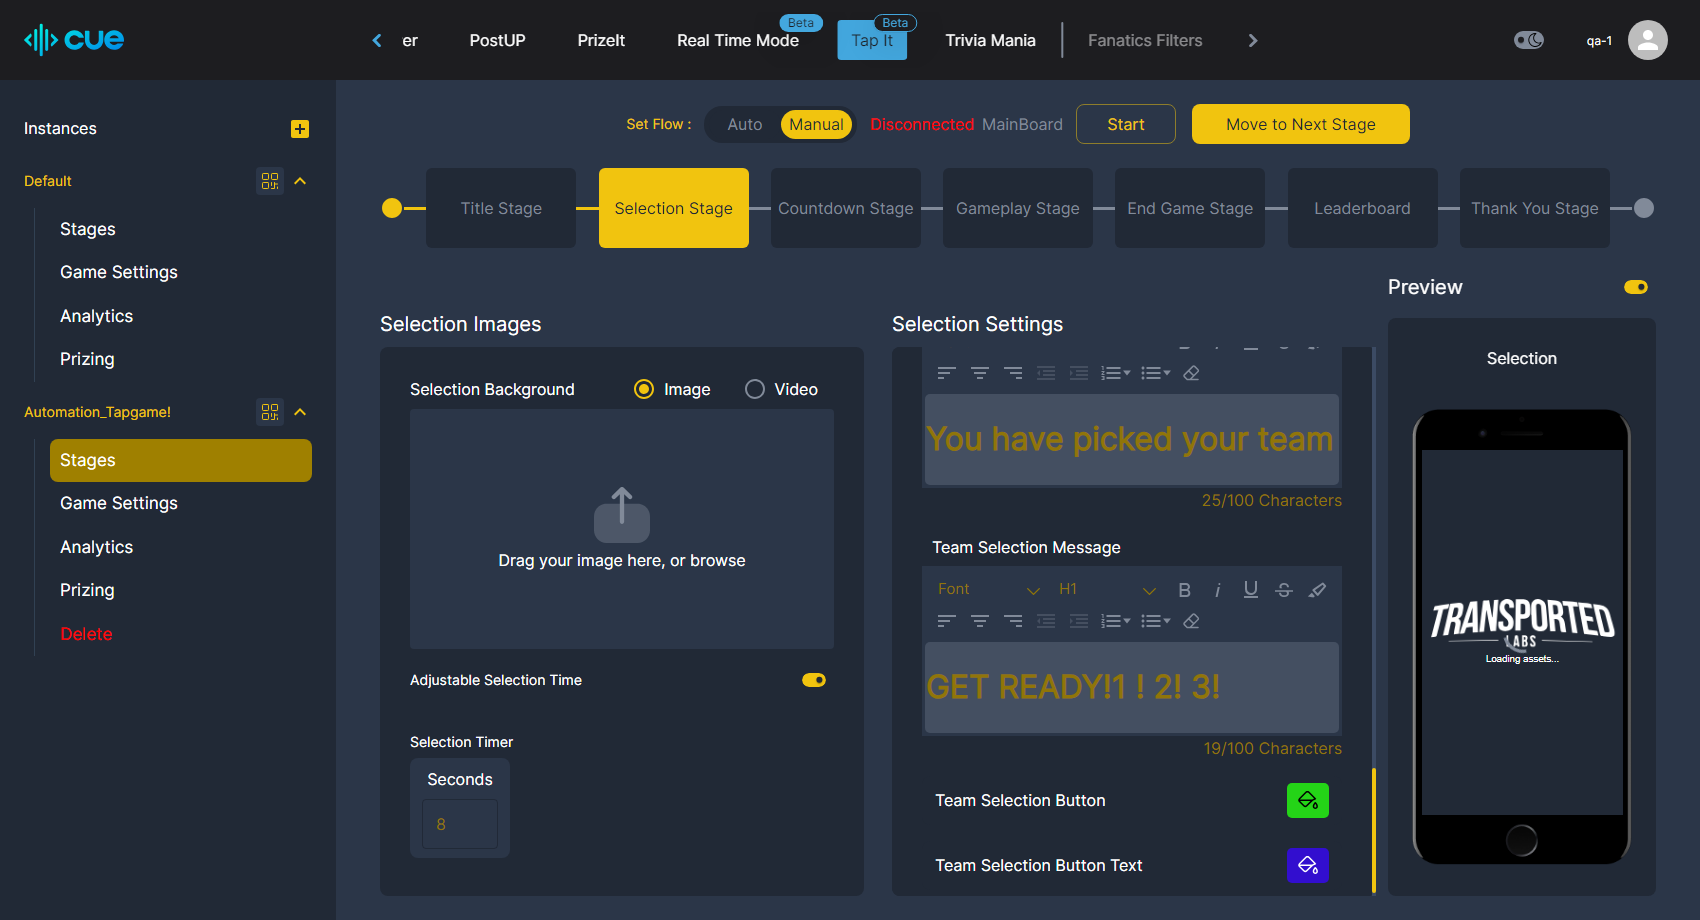 cue
er
PostUP
PrizeIt
Real Time Mode
Beta
Tap It
Beta
Trivia Mania
Fanatics Filters
qa-1
Instances
Default
Stages
Game Settings
Analytics
Prizing
Automation_Tapgame!
Stages
Game Settings
Analytics
Prizing
Delete
Set Flow :
Auto
Manual
Disconnected MainBoard
Start
Move to Next Stage
Title Stage
Selection Stage
Countdown Stage
Gameplay Stage
End Game Stage
Leaderboard
Thank You Stage
Selection Images
Selection Background
Image
Video
Drag your image here, or browse
Adjustable Selection Time
Selection Timer
Seconds
8
Selection Settings
You have picked your team
25/100 Characters
Team Selection Message
Font
H1
B
i
U
S
GET READY!1 ! 2! 3!
19/100 Characters
Team Selection Button
Team Selection Button Text
Preview
Selection
TRANSPORTED
LABS
Loading assets...